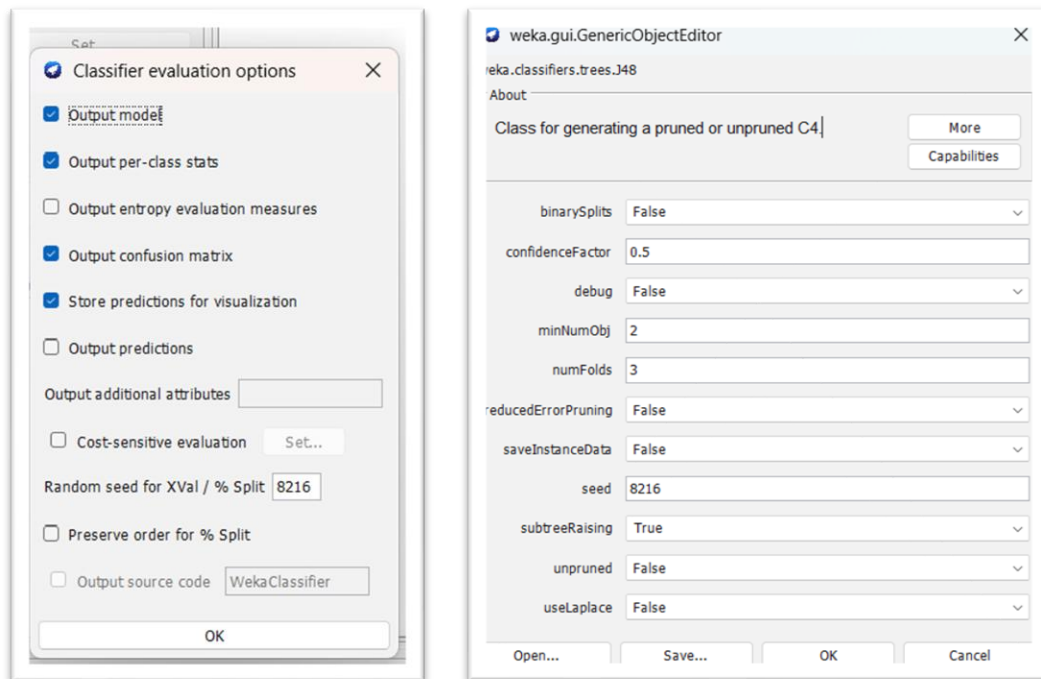 Set
Classifier evaluation options
Output model
Output per-class stats
Output entropy evaluation measures
Output confusion matrix
Store predictions for visualization
Output predictions
Output additional attributes
Cost-sensitive evaluation Set...
Random seed for XVal / % Split 8216
Preserve order for % Split
Output source code WekaClassifier
OK
weka.gui.GenericObjectEditor
weka.classifiers.trees.J48
About
Class for generating a pruned or unpruned C4.
More
Capabilities
binarySplits False
confidenceFactor 0.5
debug False
minNumObj 2
numFolds 3
reducedErrorPruning False
saveInstanceData False
seed 8216
subtreeRaising True
unpruned False
useLaplace False
Open... Save... OK Cancel